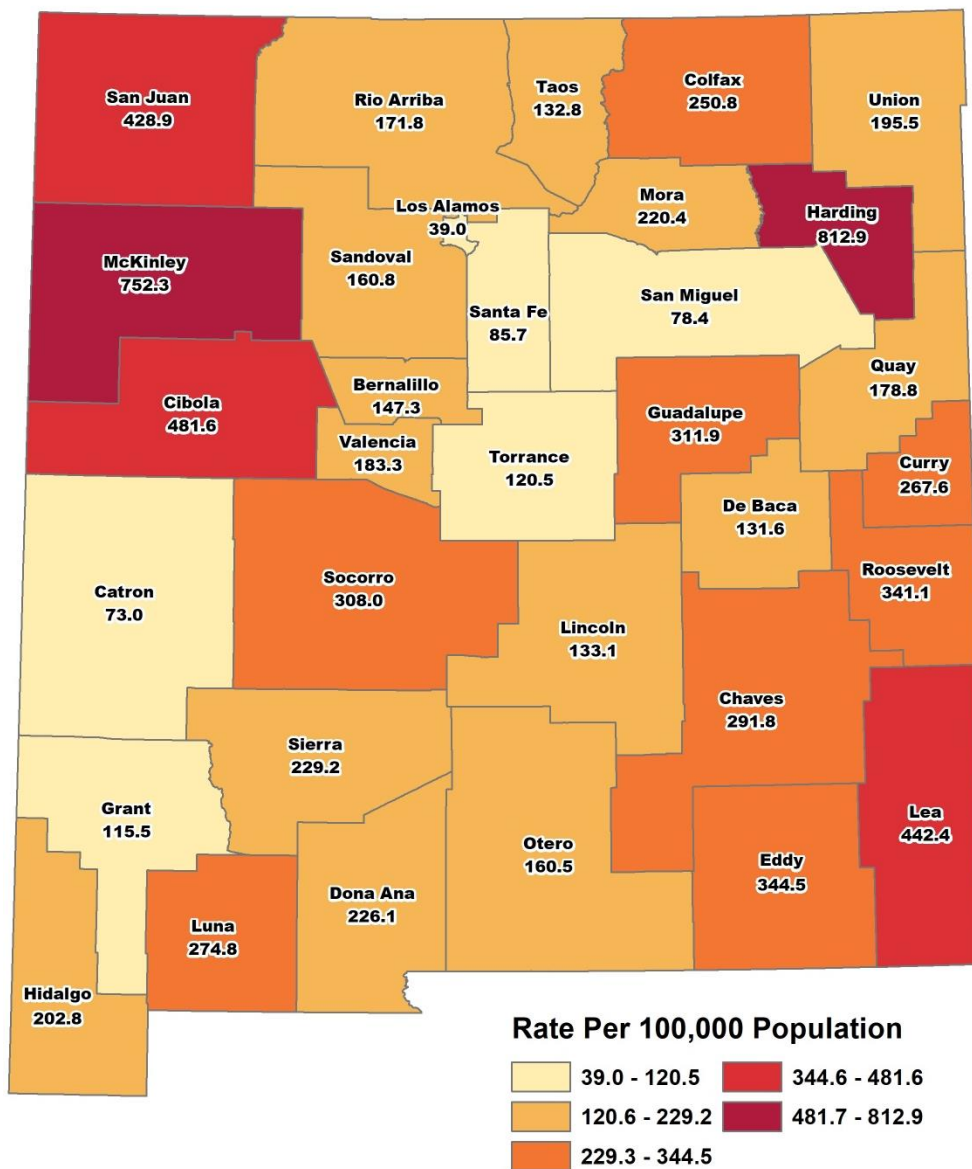 San Juan
428.9
Rio Arriba
171.8
Taos
132.8
Colfax
250.8
Union
195.5
Los Alamos
39.0
Mora
220.4
Harding
812.9
McKinley
752.3
Sandoval
160.8
Santa Fe
85.7
San Miguel
78.4
Quay
178.8
Cibola
481.6
Bernalillo
147.3
Valencia
183.3
Torrance
120.5
Guadalupe
311.9
Curry
267.6
De Baca
131.6
Roosevelt
341.1
Catron
73.0
Socorro
308.0
Lincoln
133.1
Chaves
291.8
Sierra
229.2
Grant
115.5
Otero
160.5
Lea
442.4
Eddy
344.5
Dona Ana
226.1
Luna
274.8
Hidalgo
202.8
Rate Per 100,000 Population
39.0 - 120.5
120.6 - 229.2
229.3 - 344.5
344.6 - 481.6
481.7 - 812.9